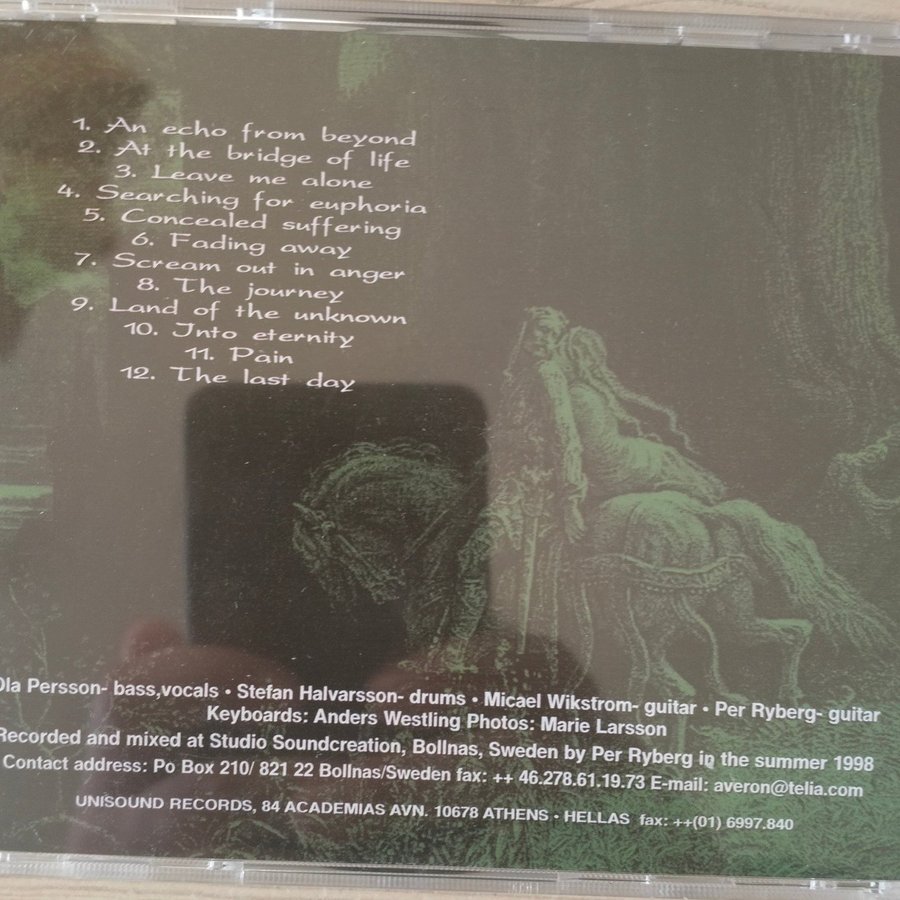 1. An echo from beyond
2. At the bridge of life
3. Leave me alone
4. Searching for euphoria
5. Concealed suffering
6. Fading away
7. Scream out in anger
8. The journey
9. Land of the unknown
10. Into eternity
11. Pain
12. The last day
Ola Persson- bass,vocals • Stefan Halvarsson- drums • Micael Wikstrom- guitar • Per Ryberg- guitar
Keyboards: Anders Westling Photos: Marie Larsson
Recorded and mixed at Studio Soundcreation, Bollnas, Sweden by Per Ryberg in the summer 1998
Contact address: Po Box 210/ 821 22 Bollnas/Sweden fax: ++ 46.278.61.19.73 E-mail: averon@telia.com
UNISOUND RECORDS, 84 ACADEMIAS AVN. 10678 ATHENS • HELLAS fax: ++(01) 6997.840